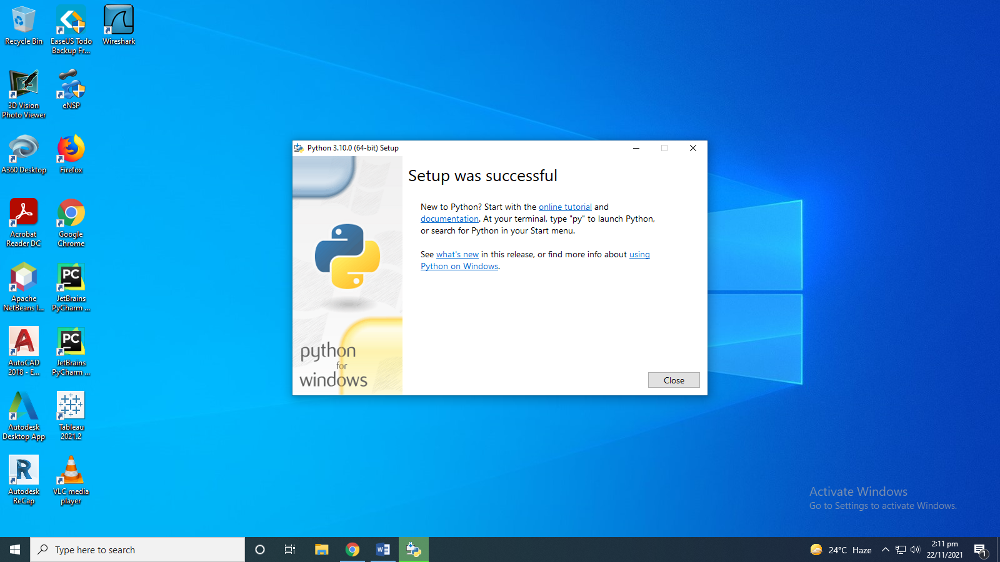 Recycle Bin
EaseUS Todo
Backup Fr...
Wireshark
3D Vision
Photo Viewer
eNSP
A360 Desktop
Firefox
Acrobat
Reader DC
Google
Chrome
Apache
NetBeans I...
JetBrains
PyCharm ...
AutoCAD
2018 - E...
JetBrains
PyCharm ...
Autodesk
Desktop App
Tableau
2021.2
Autodesk
ReCap
VLC media
player
PC
PC
Python 3.10.0 (64-bit) Setup
Setup was successful
New to Python? Start with the online tutorial and
documentation. At your terminal, type "py" to launch Python,
or search for Python in your Start menu.
See what's new in this release, or find more info about using
Python on Windows.
python
for
windows
Close
Activate Windows
Go to Settings to activate Windows.
Type here to search
24°C Haze
2:11 pm
22/11/2021
1